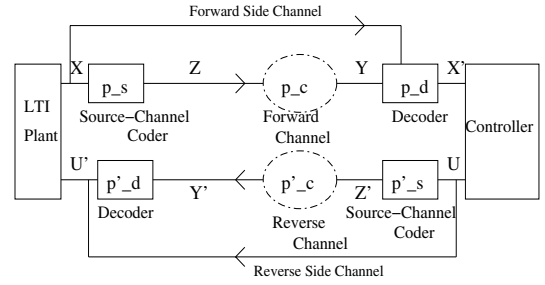 Forward Side Channel
X
Z
Y
X'
p_s
p_c
p_d
LTI
Plant
Source-Channel
Coder
Forward
Channel
Decoder
Controller
U'
U
p'_d
p'_c
p'_s
Y'
Z'
Decoder
Source-Channel
Coder
Reverse
Channel
Reverse Side Channel